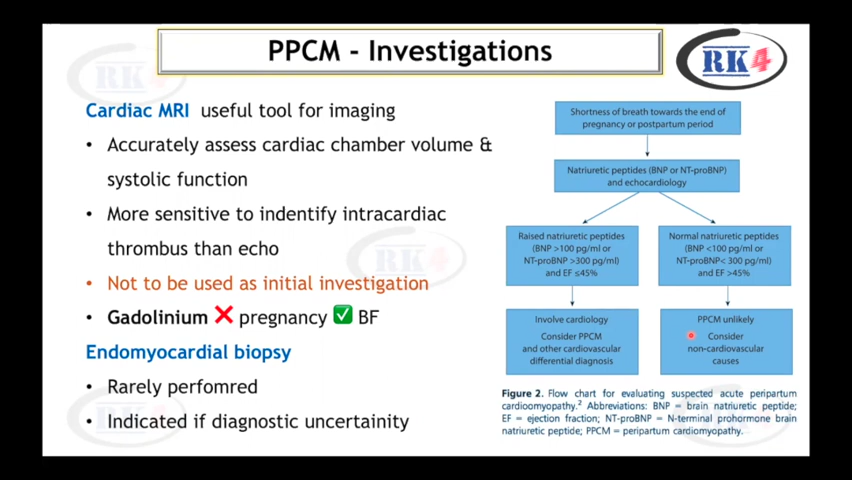 PPCM - Investigations
RK4
Cardiac MRI useful tool for imaging
• Accurately assess cardiac chamber volume &
systolic function
• More sensitive to indentify intracardiac
thrombus than echo
• Not to be used as initial investigation
• Gadolinium ❌ pregnancy ✅ BF
Endomyocardial biopsy
• Rarely perfomred
• Indicated if diagnostic uncertainity
Shortness of breath towards the end of
pregnancy or postpartum period
Natriuretic peptides (BNP or NT-proBNP)
and echocardiology
Raised natriuretic peptides
(BNP >100 pg/ml or
NT-proBNP >300 pg/ml)
and EF ≤45%
Normal natriuretic peptides
(BNP <100 pg/ml or
NT-proBNP< 300 pg/ml)
and EF >45%
Involve cardiology
Consider PPCM
and other cardiovascular
differential diagnosis
PPCM unlikely
Consider
non-cardiovascular
causes
Figure 2. Flow chart for evaluating suspected acute peripartum
cardioomyopathy.² Abbreviations: BNP = brain natriuretic peptide;
EF = ejection fraction; NT-proBNP = N-terminal prohormone brain
natriuretic peptide; PPCM = peripartum cardiomyopathy.
RK4
RK4
RK4
RK4